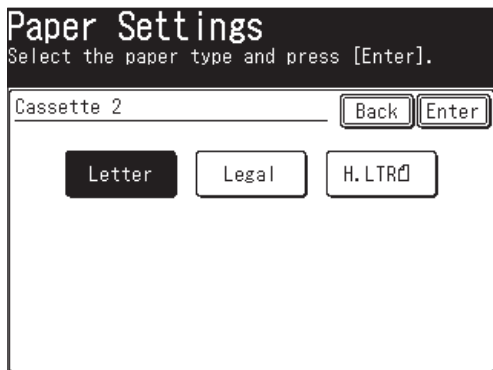 Paper Settings
Select the paper type and press [Enter].
Cassette 2
Back Enter
Letter Legal H.LTR